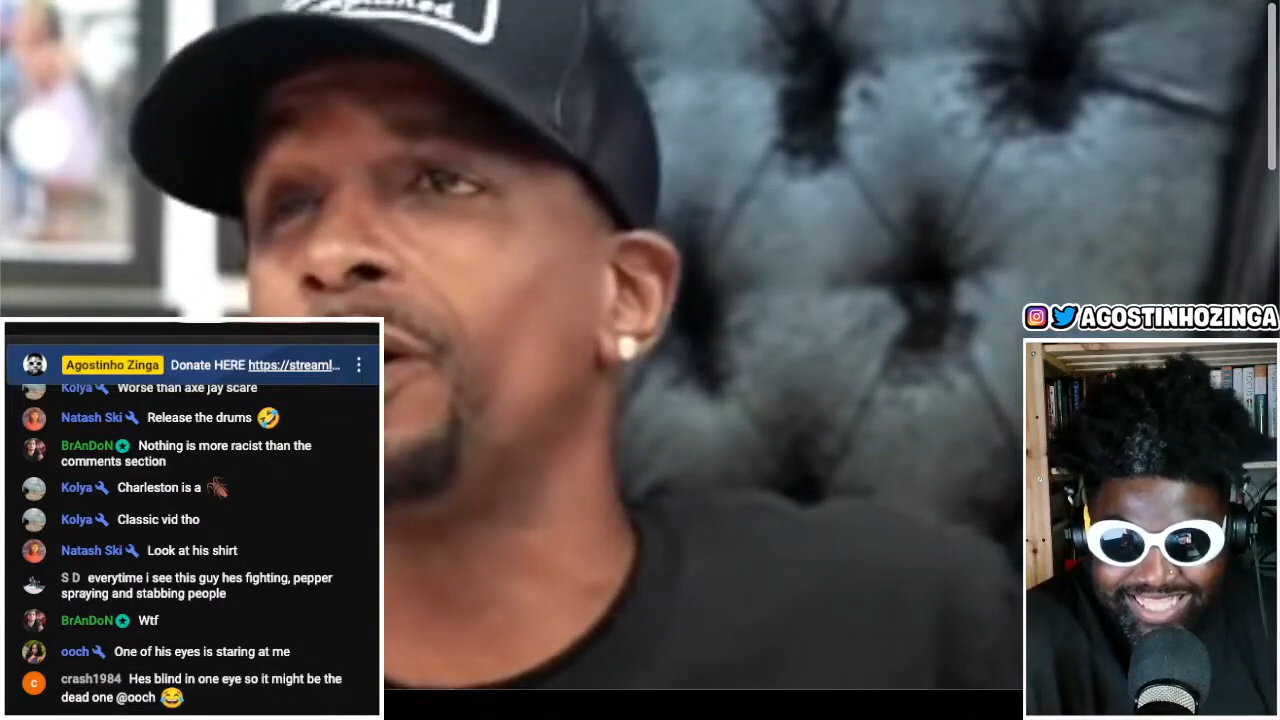 AGOSTINHOZINGA
Agostinho Zinga Donate HERE https://streaml...
Kolya Worse than axe jay scare
Natash Ski Release the drums 🤣
BrAnDoN Nothing is more racist than the
comments section
Kolya Charleston is a 🪳
Kolya Classic vid tho
Natash Ski Look at his shirt
S D everytime i see this guy hes fighting, pepper
spraying and stabbing people
BrAnDoN Wtf
ooch One of his eyes is staring at me
c crash1984 Hes blind in one eye so it might be the
dead one @ooch 😂